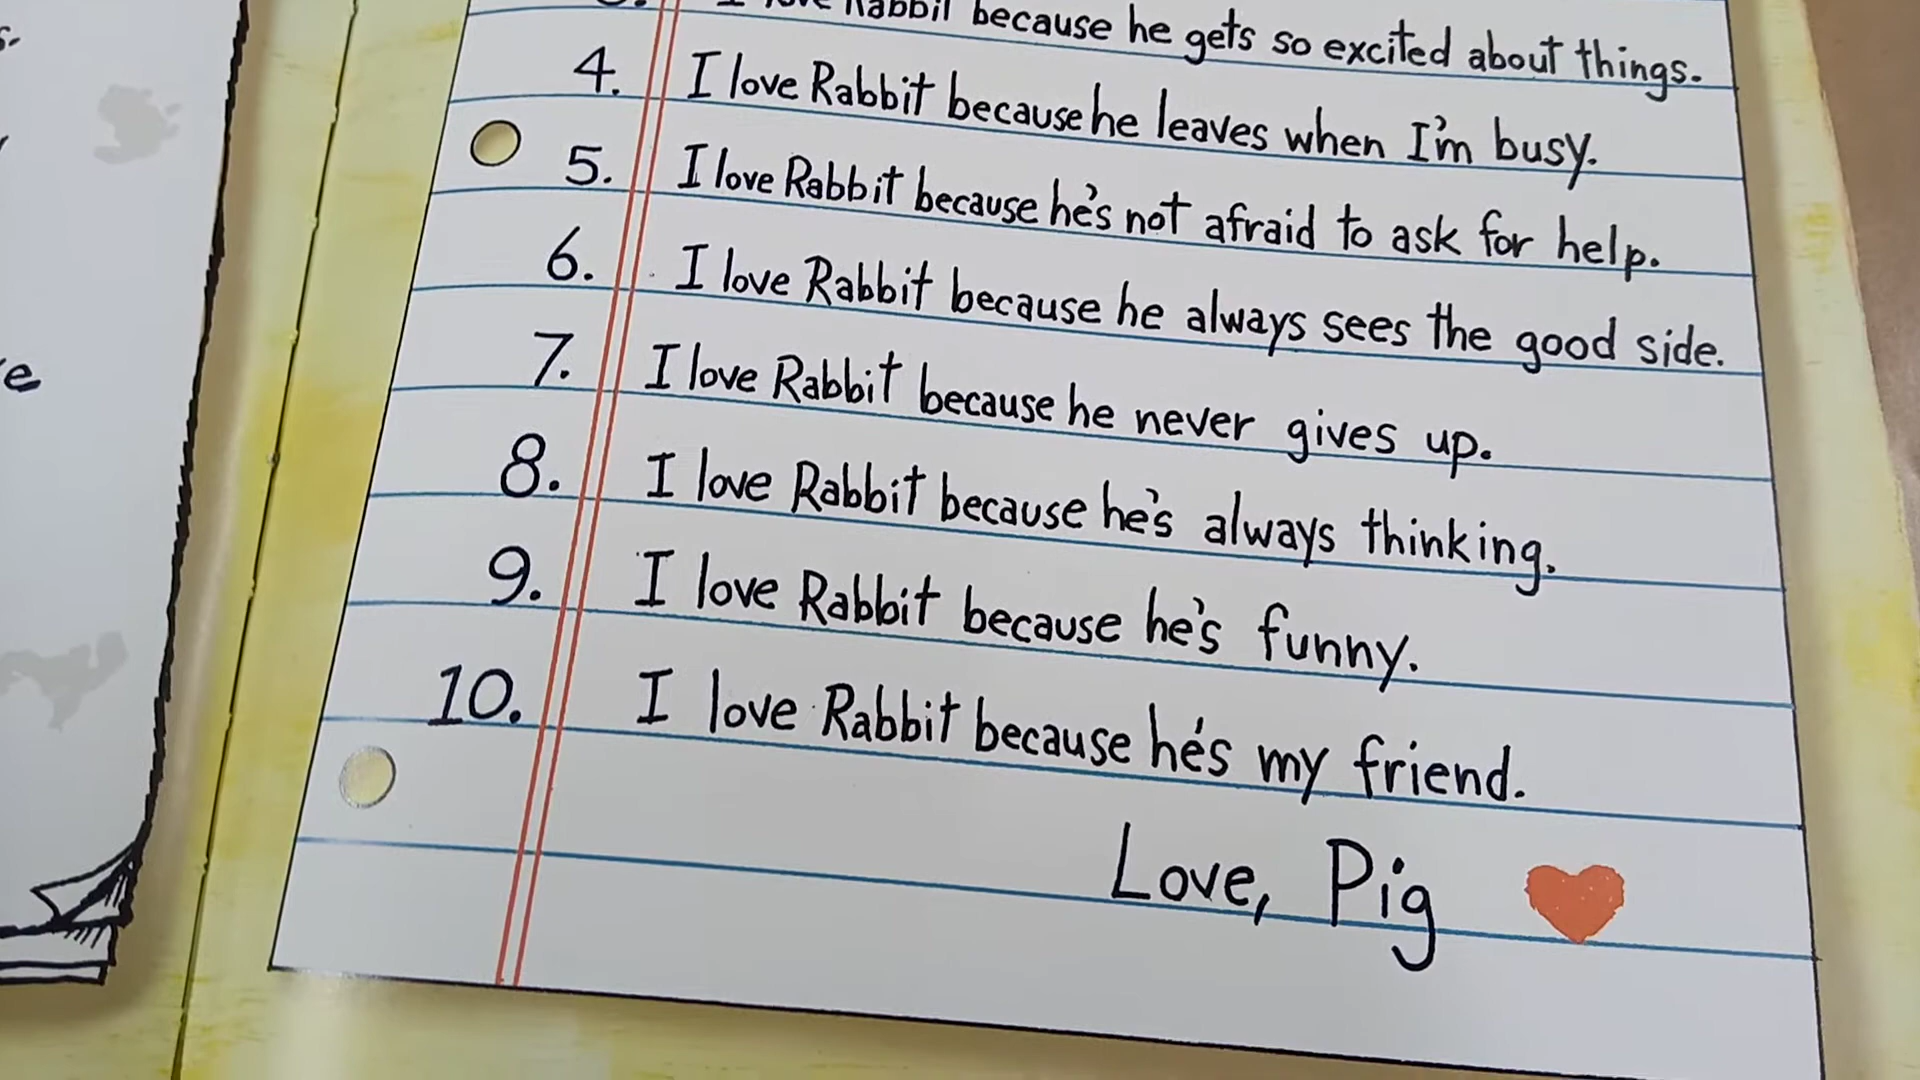 s.
e
3. I love Rabbit because he gets so excited about things.
4. I love Rabbit because he leaves when I'm busy.
5. I love Rabbit because he's not afraid to ask for help.
6. I love Rabbit because he always sees the good side.
7. I love Rabbit because he never gives up.
8. I love Rabbit because he's always thinking.
9. I love Rabbit because he's funny.
10. I love Rabbit because he's my friend.
Love, Pig